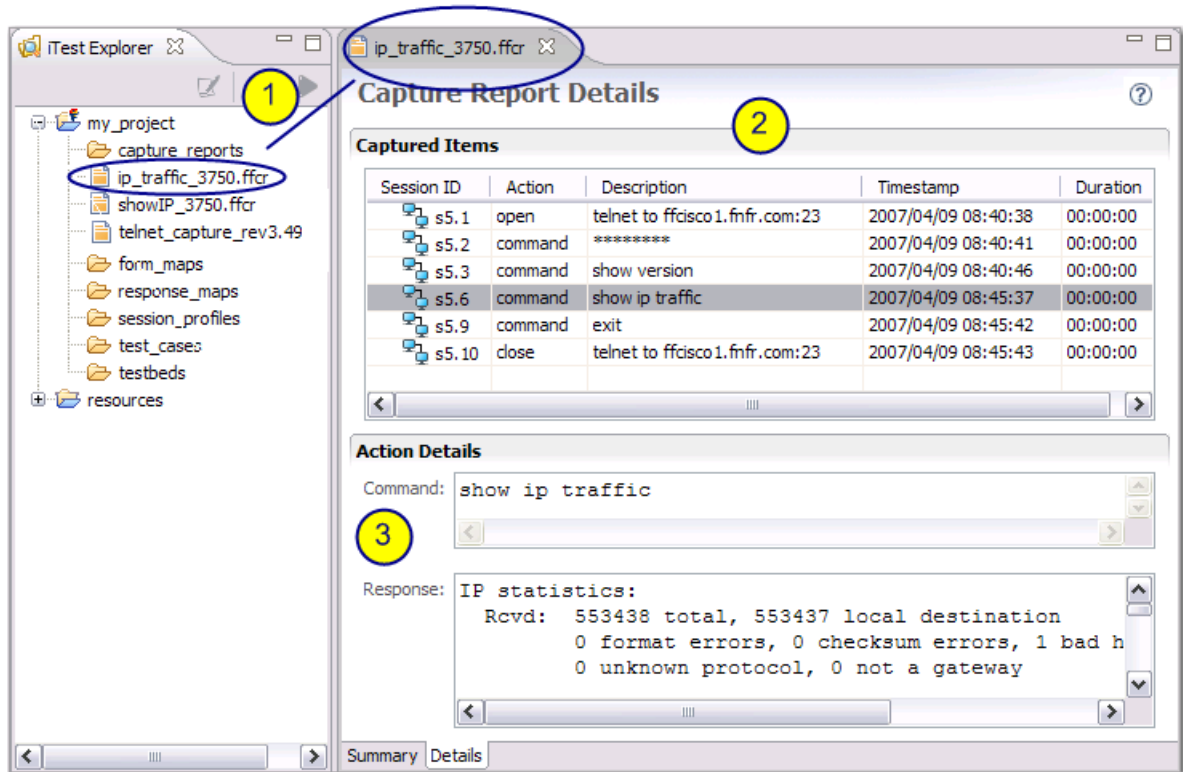 iTest Explorer
ip_traffic_3750.ffcr
1
my_project
capture_reports
ip_traffic_3750.ffcr
showIP_3750.ffcr
telnet_capture_rev3.49
form_maps
response_maps
session_profiles
test_cases
testbeds
resources
Capture Report Details
?
2
Captured Items
Session ID Action Description Timestamp Duration
s5.1 open telnet to ffcisco1.fnfr.com:23 2007/04/09 08:40:38 00:00:00
s5.2 command ******** 2007/04/09 08:40:41 00:00:00
s5.3 command show version 2007/04/09 08:40:46 00:00:00
s5.6 command show ip traffic 2007/04/09 08:45:37 00:00:00
s5.9 command exit 2007/04/09 08:45:42 00:00:00
s5.10 close telnet to ffcisco1.fnfr.com:23 2007/04/09 08:45:43 00:00:00
Action Details
Command: show ip traffic
3
Response: IP statistics:
Rcvd: 553438 total, 553437 local destination
0 format errors, 0 checksum errors, 1 bad h
0 unknown protocol, 0 not a gateway
Summary Details